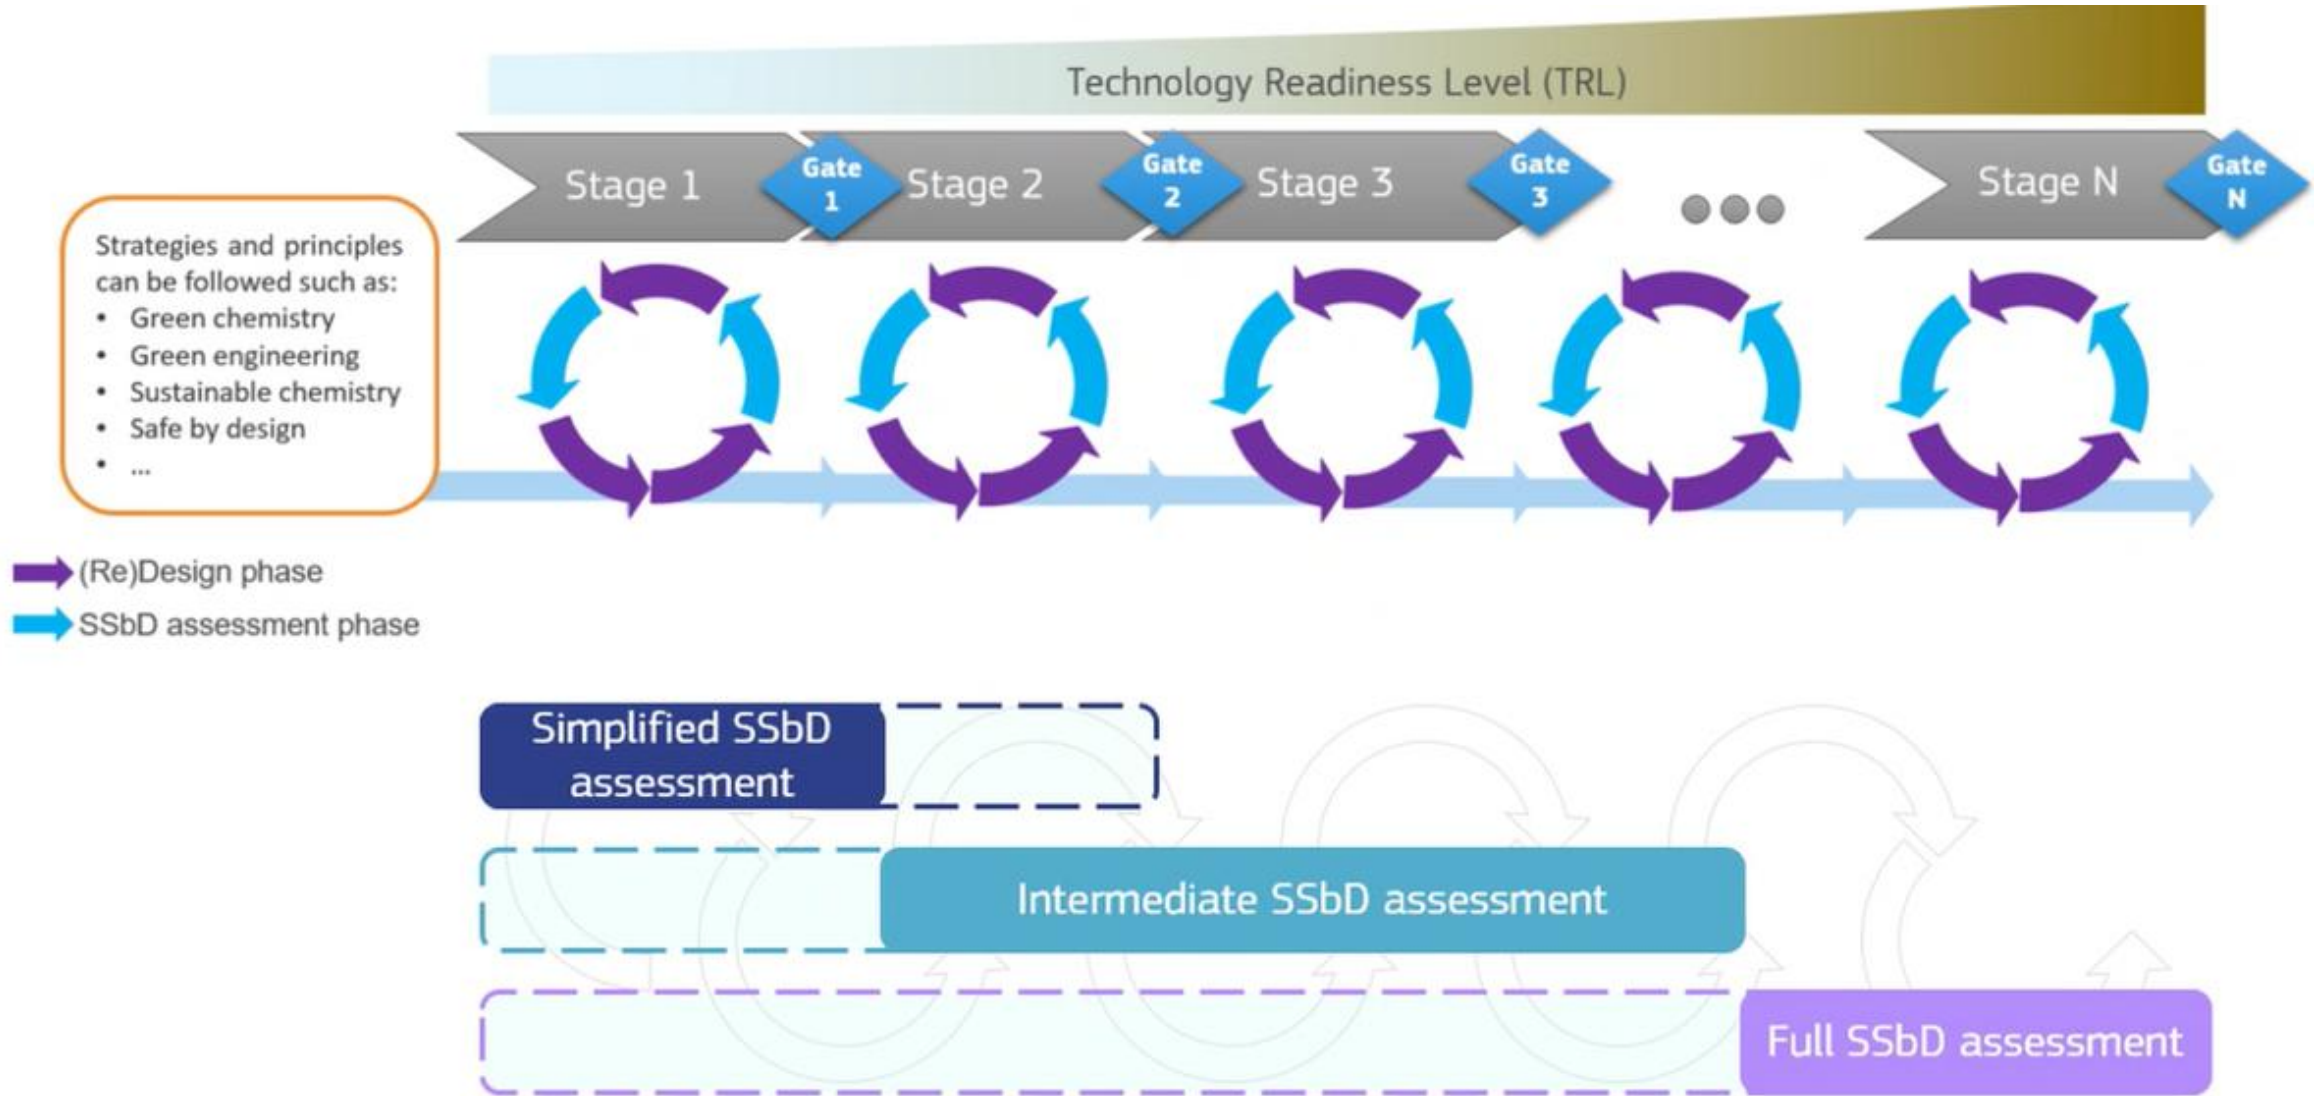 Technology Readiness Level (TRL)
Stage 1
Gate
1
Stage 2
Gate
2
Stage 3
Gate
3
Stage N
Gate
N
Strategies and principles
can be followed such as:
• Green chemistry
• Green engineering
• Sustainable chemistry
• Safe by design
• ...
(Re)Design phase
SSbD assessment phase
Simplified SSbD
assessment
Intermediate SSbD assessment
Full SSbD assessment